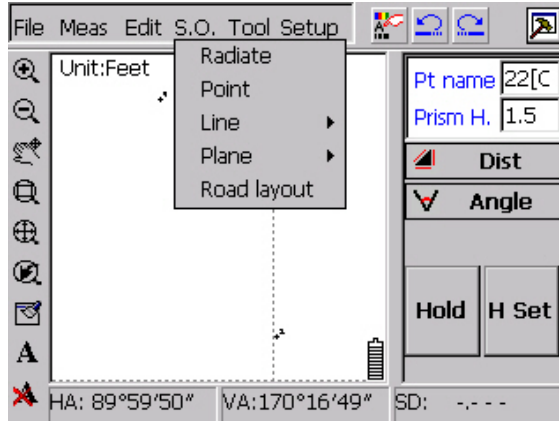 File Meas Edit S.O. Tool Setup
Unit:Feet
Radiate
Point
Line
Plane
Road layout
Pt name 22[C
Prism H. 1.5
Dist
Angle
Hold H Set
A
HA: 89°59'50" VA:170°16'49" SD: -.- - -